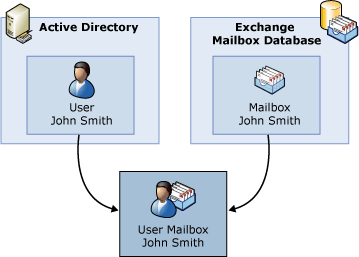 Active Directory
User
John Smith
Exchange
Mailbox Database
Mailbox
John Smith
User Mailbox
John Smith